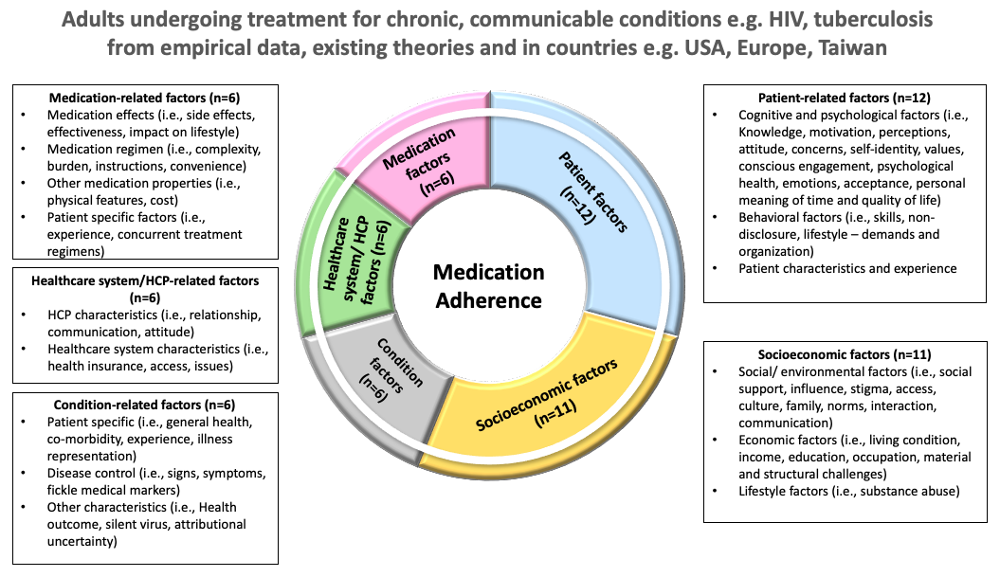 Adults undergoing treatment for chronic, communicable conditions e.g. HIV, tuberculosis
from empirical data, existing theories and in countries e.g. USA, Europe, Taiwan
Medication-related factors (n=6)
• Medication effects (i.e., side effects,
effectiveness, impact on lifestyle)
• Medication regimen (i.e., complexity,
burden, instructions, convenience)
• Other medication properties (i.e.,
physical features, cost)
• Patient specific factors (i.e.,
experience, concurrent treatment
regimens)
Healthcare system/HCP-related factors
(n=6)
• HCP characteristics (i.e., relationship,
communication, attitude)
• Healthcare system characteristics (i.e.,
health insurance, access, issues)
Condition-related factors (n=6)
• Patient specific (i.e., general health,
co-morbidity, experience, illness
representation)
• Disease control (i.e., signs, symptoms,
fickle medical markers)
• Other characteristics (i.e., Health
outcome, silent virus, attributional
uncertainty)
Medication
factors
(n=6)
Patient factors
(n=12)
Healthcare
system/ HCP
factors (n=6)
Medication
Adherence
Condition
factors
(n=6)
Socioeconomic factors
(n=11)
Patient-related factors (n=12)
• Cognitive and psychological factors (i.e.,
Knowledge, motivation, perceptions,
attitude, concerns, self-identity, values,
conscious engagement, psychological
health, emotions, acceptance, personal
meaning of time and quality of life)
• Behavioral factors (i.e., skills, non-
disclosure, lifestyle – demands and
organization)
• Patient characteristics and experience
Socioeconomic factors (n=11)
• Social/ environmental factors (i.e., social
support, influence, stigma, access,
culture, family, norms, interaction,
communication)
• Economic factors (i.e., living condition,
income, education, occupation, material
and structural challenges)
• Lifestyle factors (i.e., substance abuse)